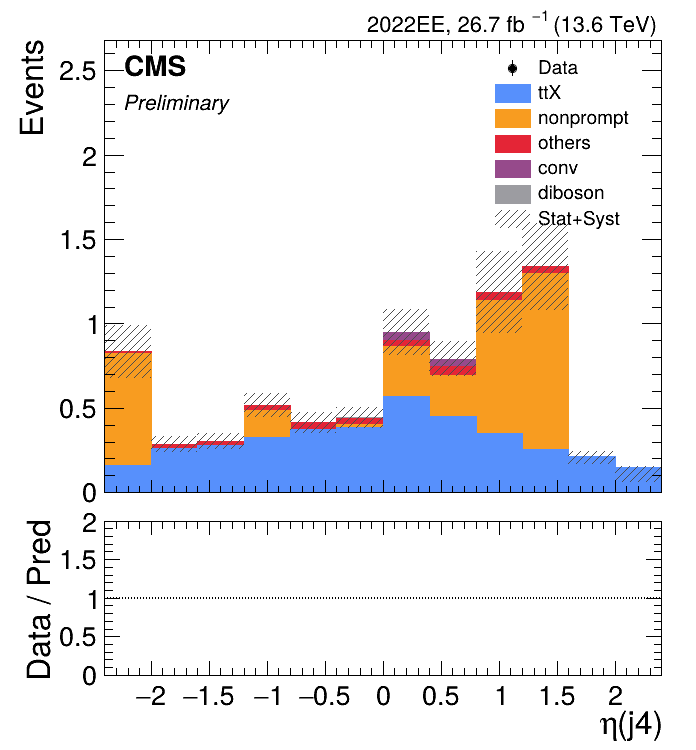 2022EE, 26.7 fb⁻¹ (13.6 TeV)
CMS
Preliminary
Events
Data
ttX
nonprompt
others
conv
diboson
Stat+Syst
2.5
2
1.5
1
0.5
0
Data / Pred
2
1.5
1
0.5
0
−2 −1.5 −1 −0.5 0 0.5 1 1.5 2
η(j4)